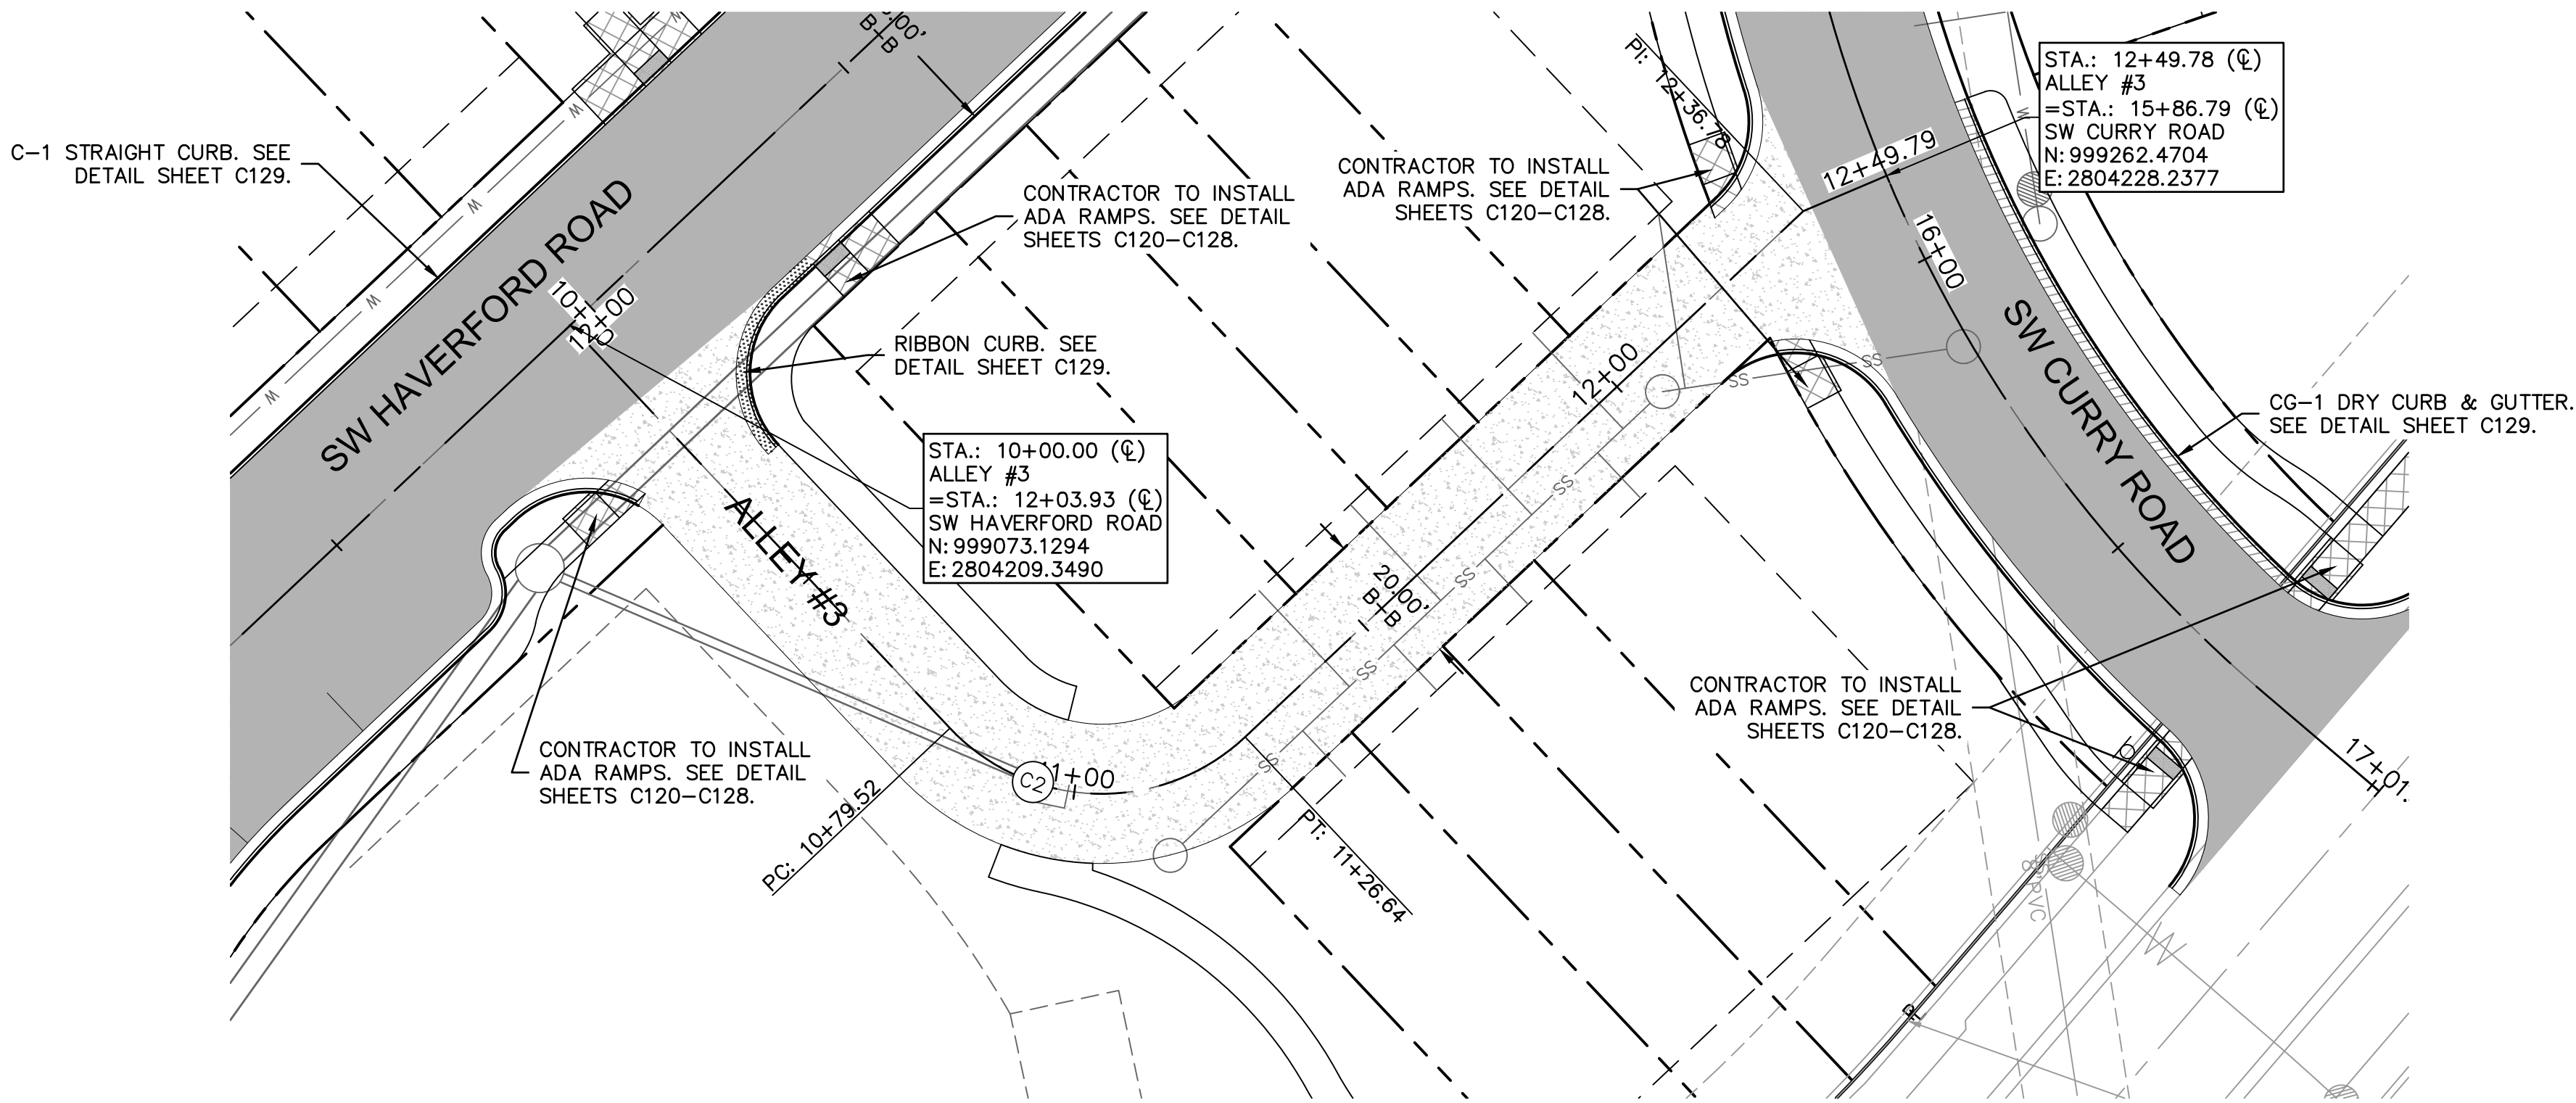 20.00'
B-B
C-1 STRAIGHT CURB. SEE
DETAIL SHEET C129.
SW HAVERFORD ROAD
12+00
CONTRACTOR TO INSTALL
ADA RAMPS. SEE DETAIL
SHEETS C120-C128.
RIBBON CURB. SEE
DETAIL SHEET C129.
STA.: 10+00.00 (℄)
ALLEY #3
=STA.: 12+03.93 (℄)
SW HAVERFORD ROAD
N: 999073.1294
E: 2804209.3490
ALLEY #3
CONTRACTOR TO INSTALL
ADA RAMPS. SEE DETAIL
SHEETS C120-C128.
PC: 10+79.52
C2
11+00
PT: 11+26.64
20.00'
B-B
12+00
CONTRACTOR TO INSTALL
ADA RAMPS. SEE DETAIL
SHEETS C120-C128.
PI: 12+36.78
12+49.79
STA.: 12+49.78 (℄)
ALLEY #3
=STA.: 15+86.79 (℄)
SW CURRY ROAD
N: 999262.4704
E: 2804228.2377
16+00
SW CURRY ROAD
CG-1 DRY CURB & GUTTER.
SEE DETAIL SHEET C129.
CONTRACTOR TO INSTALL
ADA RAMPS. SEE DETAIL
SHEETS C120-C128.
17+01.
W
W
W
W
W
W
SS
SS
SS
SS
SS
SS
SS